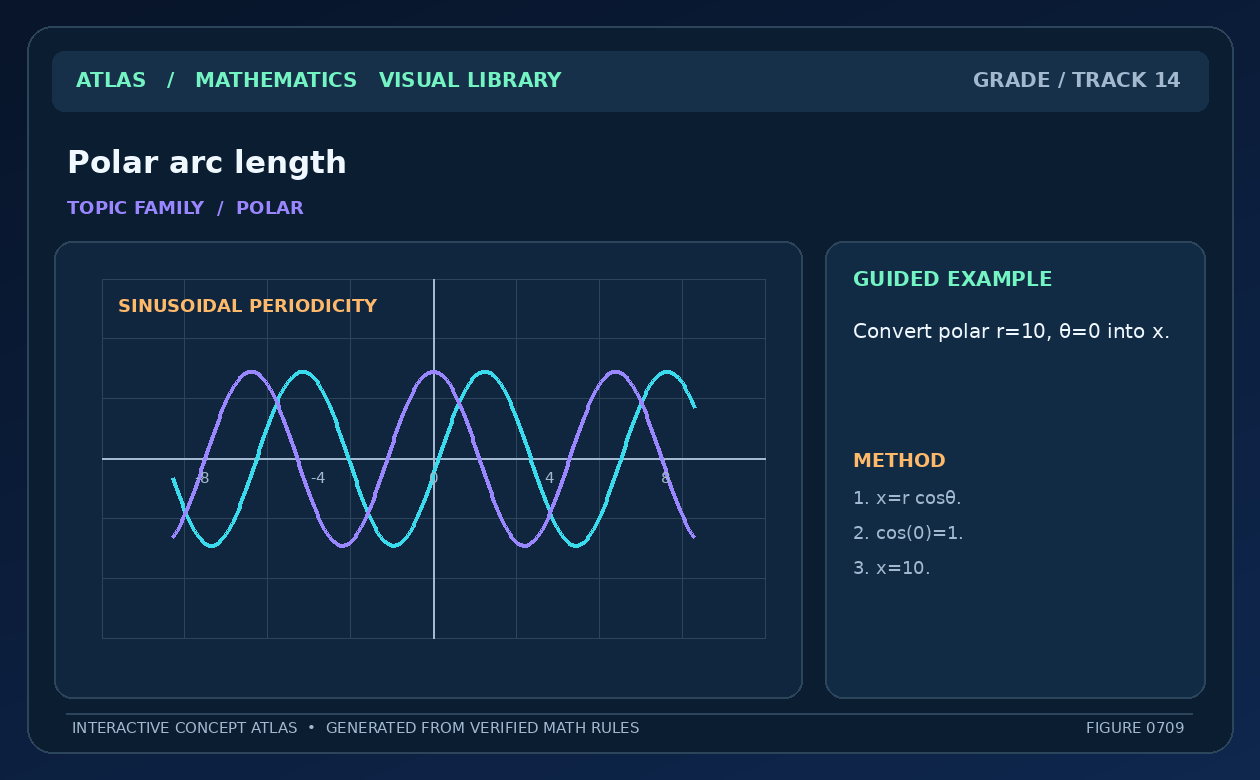 ATLAS / MATHEMATICS VISUAL LIBRARY
GRADE / TRACK 14
Polar arc length
TOPIC FAMILY / POLAR
SINUSOIDAL PERIODICITY
-8 -4 0 4 8
GUIDED EXAMPLE
Convert polar r=10, θ=0 into x.
METHOD
1. x=r cosθ.
2. cos(0)=1.
3. x=10.
INTERACTIVE CONCEPT ATLAS • GENERATED FROM VERIFIED MATH RULES
FIGURE 0709